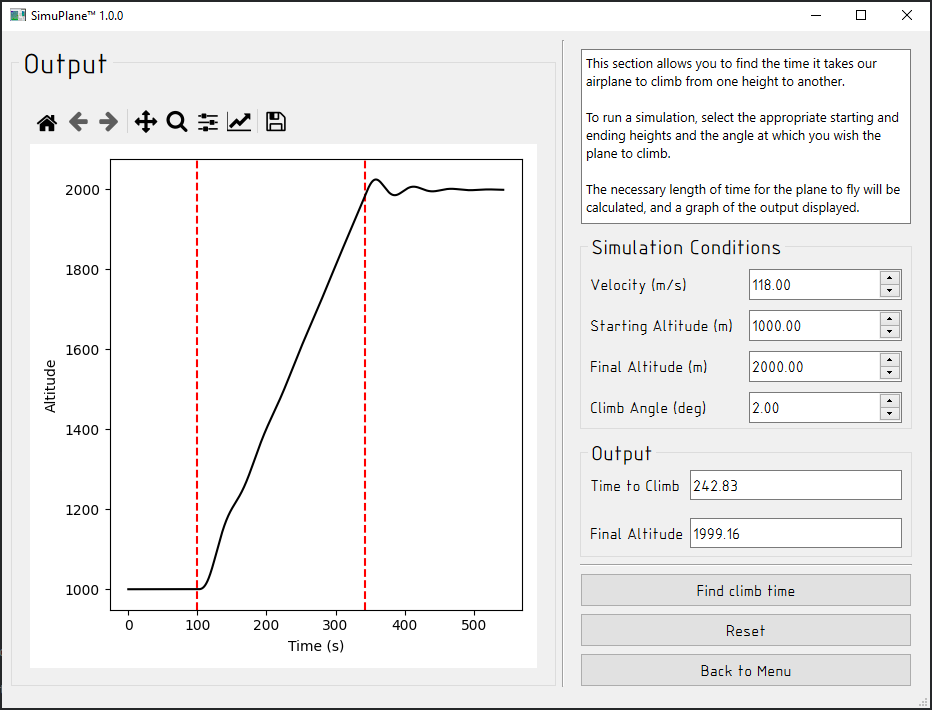 SimuPlane™ 1.0.0
Output
Altitude
2000
1800
1600
1400
1200
1000
0 100 200 300 400 500
Time (s)
This section allows you to find the time it takes our
airplane to climb from one height to another.
To run a simulation, select the appropriate starting and
ending heights and the angle at which you wish the
plane to climb.
The necessary length of time for the plane to fly will be
calculated, and a graph of the output displayed.
Simulation Conditions
Velocity (m/s) 118.00
Starting Altitude (m) 1000.00
Final Altitude (m) 2000.00
Climb Angle (deg) 2.00
Output
Time to Climb 242.83
Final Altitude 1999.16
Find climb time
Reset
Back to Menu